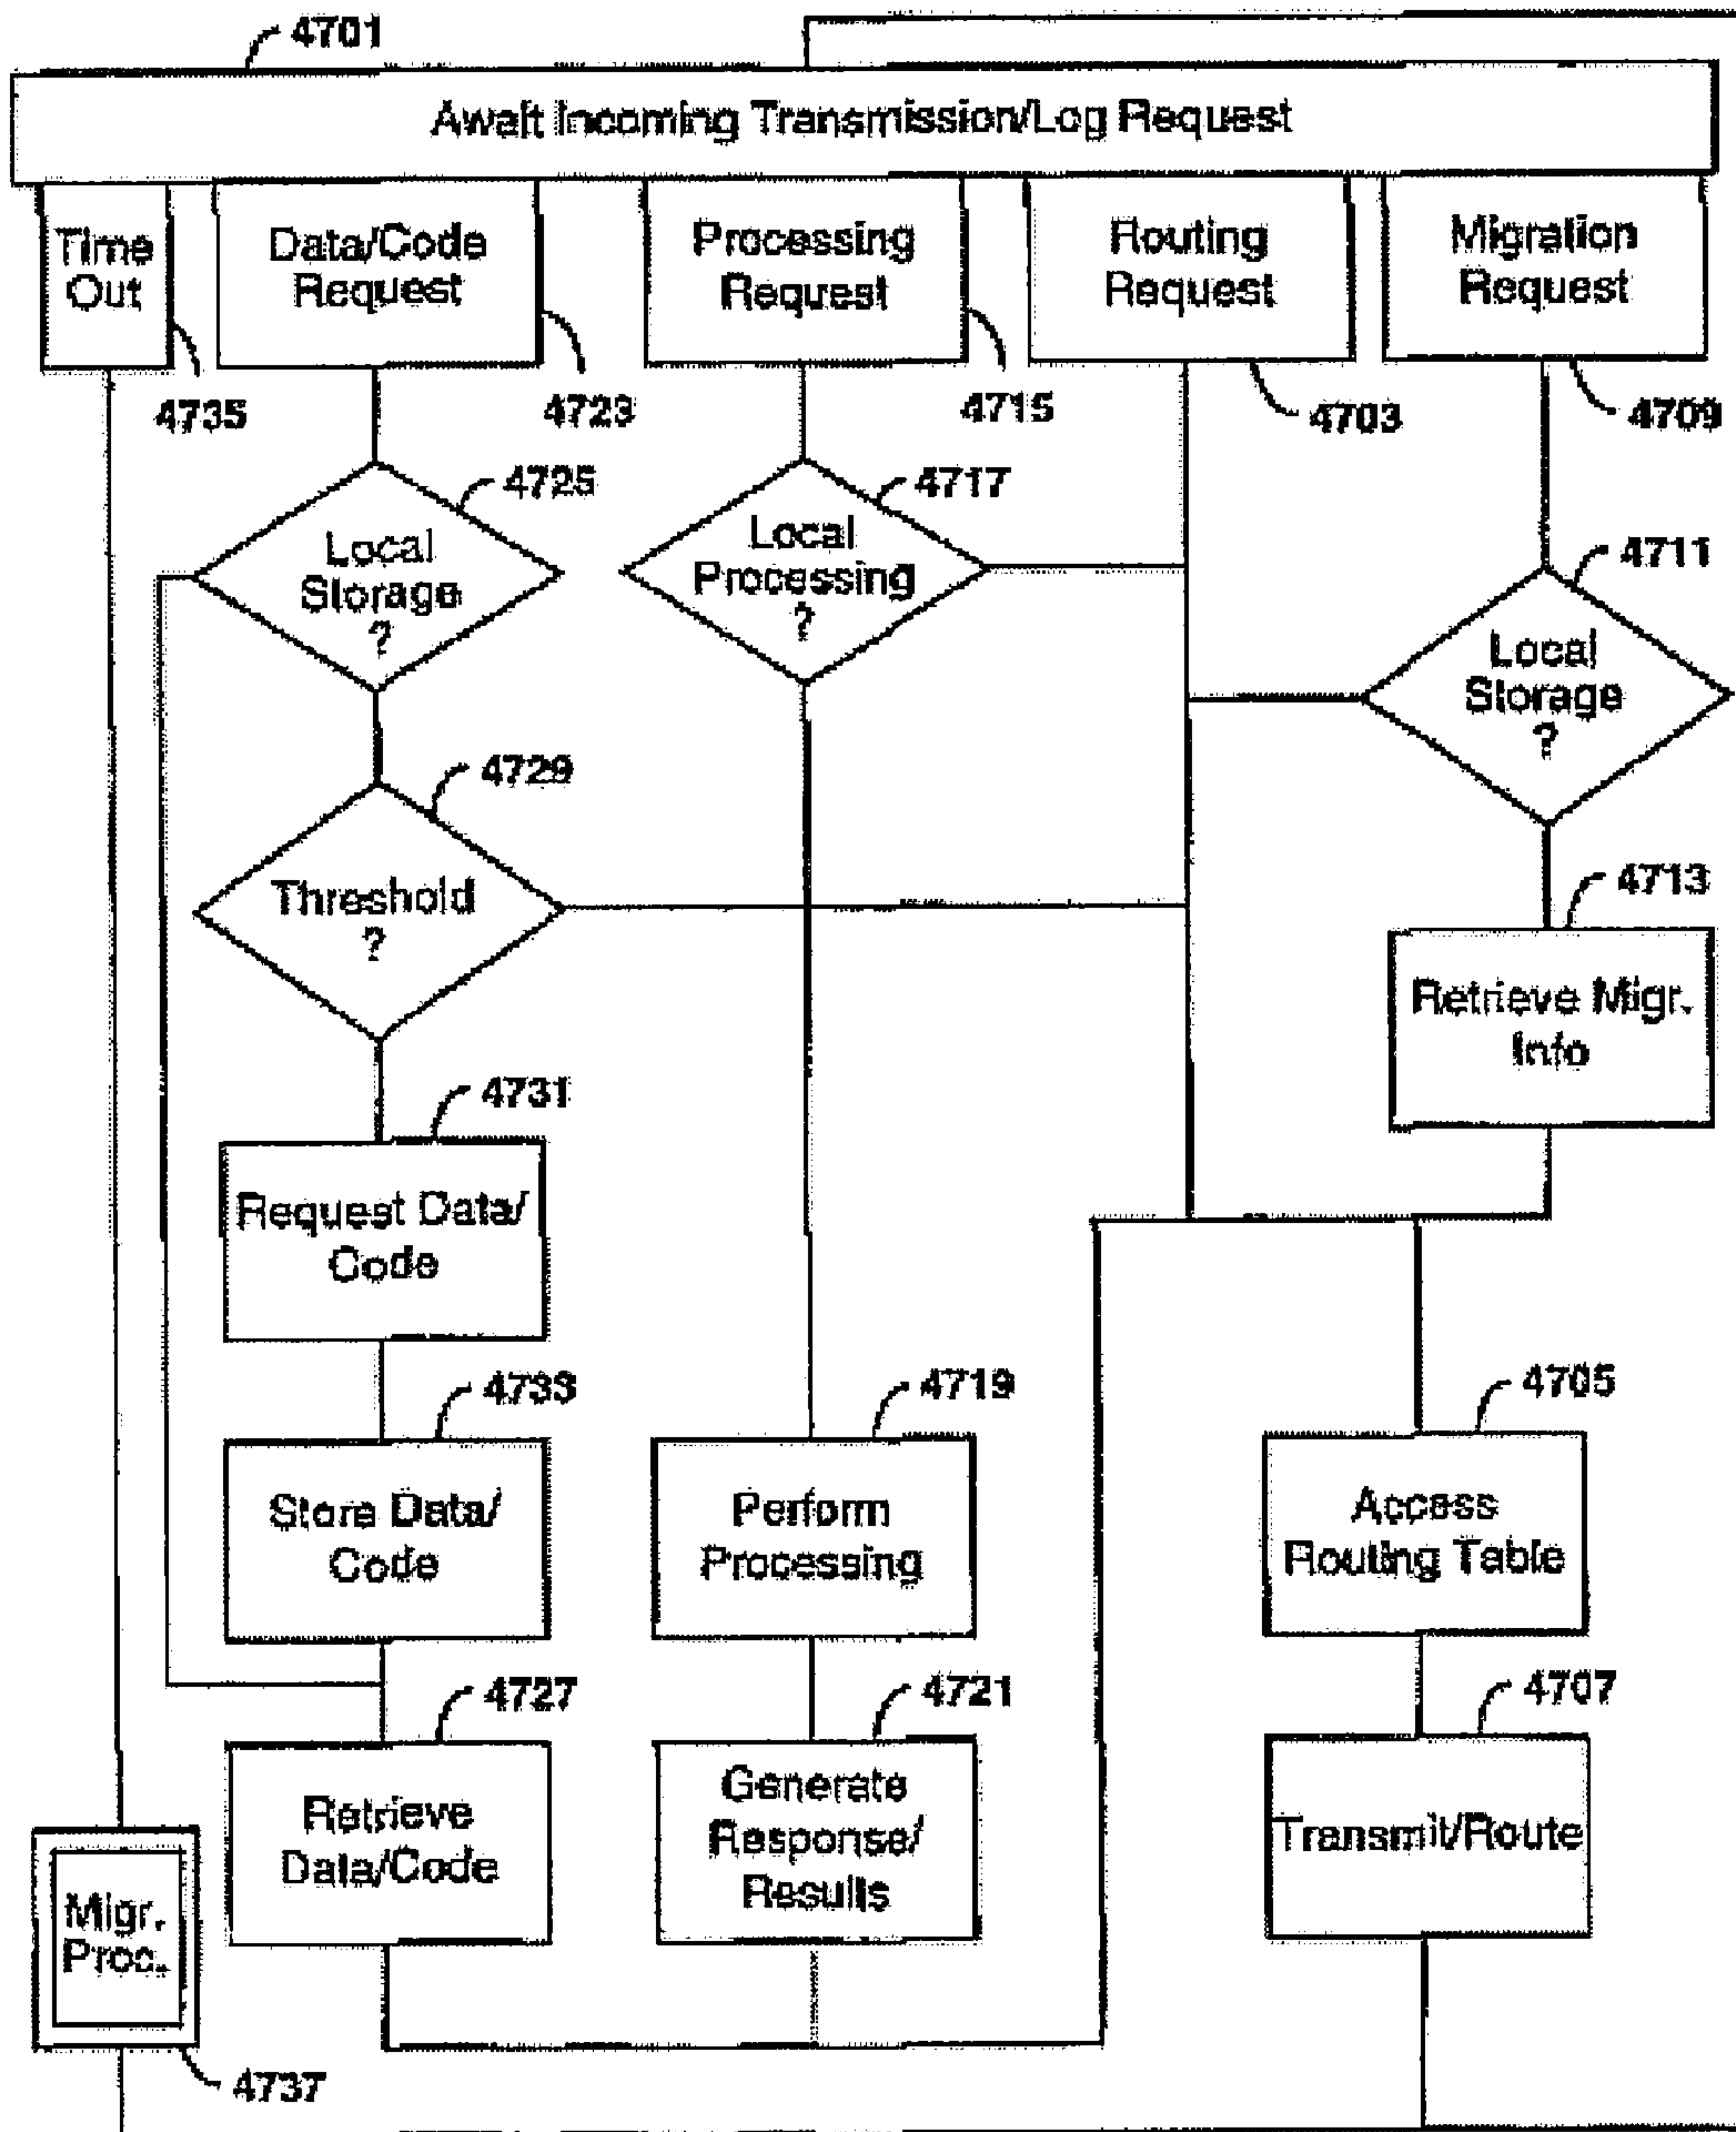 4701
Await Incoming Transmission/Log Request
Time
Out
Data/Code
Request
Processing
Request
Routing
Request
Migration
Request
4735
4723
4715
4703
4709
4725
Local
Storage
?
4717
Local
Processing
?
4711
Local
Storage
?
4729
Threshold
?
4713
Retrieve Migr.
Info
4731
Request Data/
Code
4733
Store Data/
Code
4719
Perform
Processing
4705
Access
Routing Table
4727
Retrieve
Data/Code
4721
Generate
Response/
Results
4707
Transmit/Route
Migr.
Proc.
4737